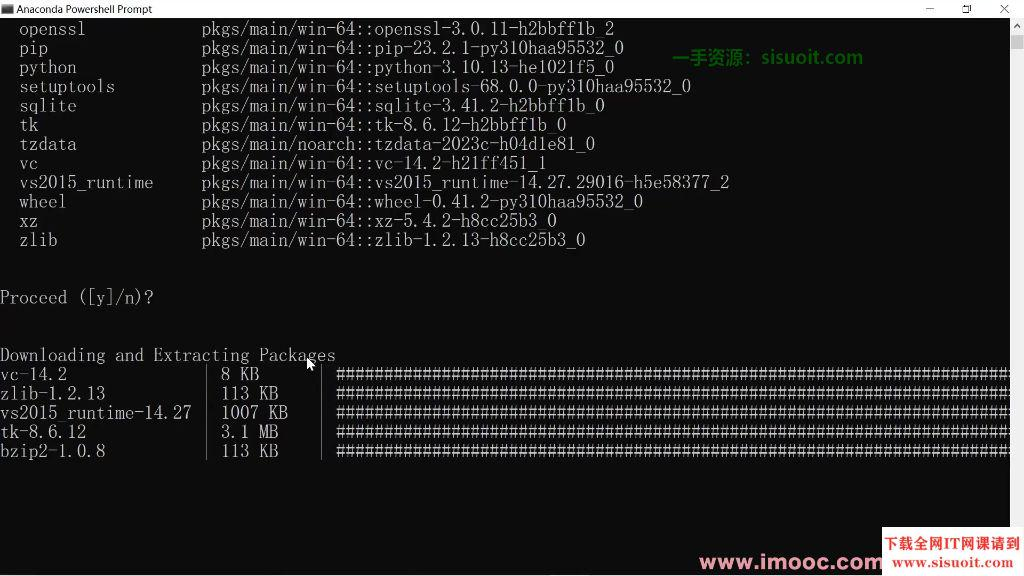 Anaconda Powershell Prompt
openssl pkgs/main/win-64::openssl-3.0.11-h2bbff1b_2
pip pkgs/main/win-64::pip-23.2.1-py310haa95532_0
一手资源：sisuoit.com
python pkgs/main/win-64::python-3.10.13-he1021f5_0
setuptools pkgs/main/win-64::setuptools-68.0.0-py310haa95532_0
sqlite pkgs/main/win-64::sqlite-3.41.2-h2bbff1b_0
tk pkgs/main/win-64::tk-8.6.12-h2bbff1b_0
tzdata pkgs/main/noarch::tzdata-2023c-h04d1e81_0
vc pkgs/main/win-64::vc-14.2-h21ff451_1
vs2015_runtime pkgs/main/win-64::vs2015_runtime-14.27.29016-h5e58377_2
wheel pkgs/main/win-64::wheel-0.41.2-py310haa95532_0
xz pkgs/main/win-64::xz-5.4.2-h8cc25b3_0
zlib pkgs/main/win-64::zlib-1.2.13-h8cc25b3_0
Proceed ([y]/n)?
Downloading and Extracting Packages
vc-14.2 | 8 KB | ######################################################################
zlib-1.2.13 | 113 KB | ######################################################################
vs2015_runtime-14.27 | 1007 KB | ######################################################################
tk-8.6.12 | 3.1 MB | ######################################################################
bzip2-1.0.8 | 113 KB | ######################################################################
下载全网IT网课请到
www.imooc.com
www.sisuoit.com